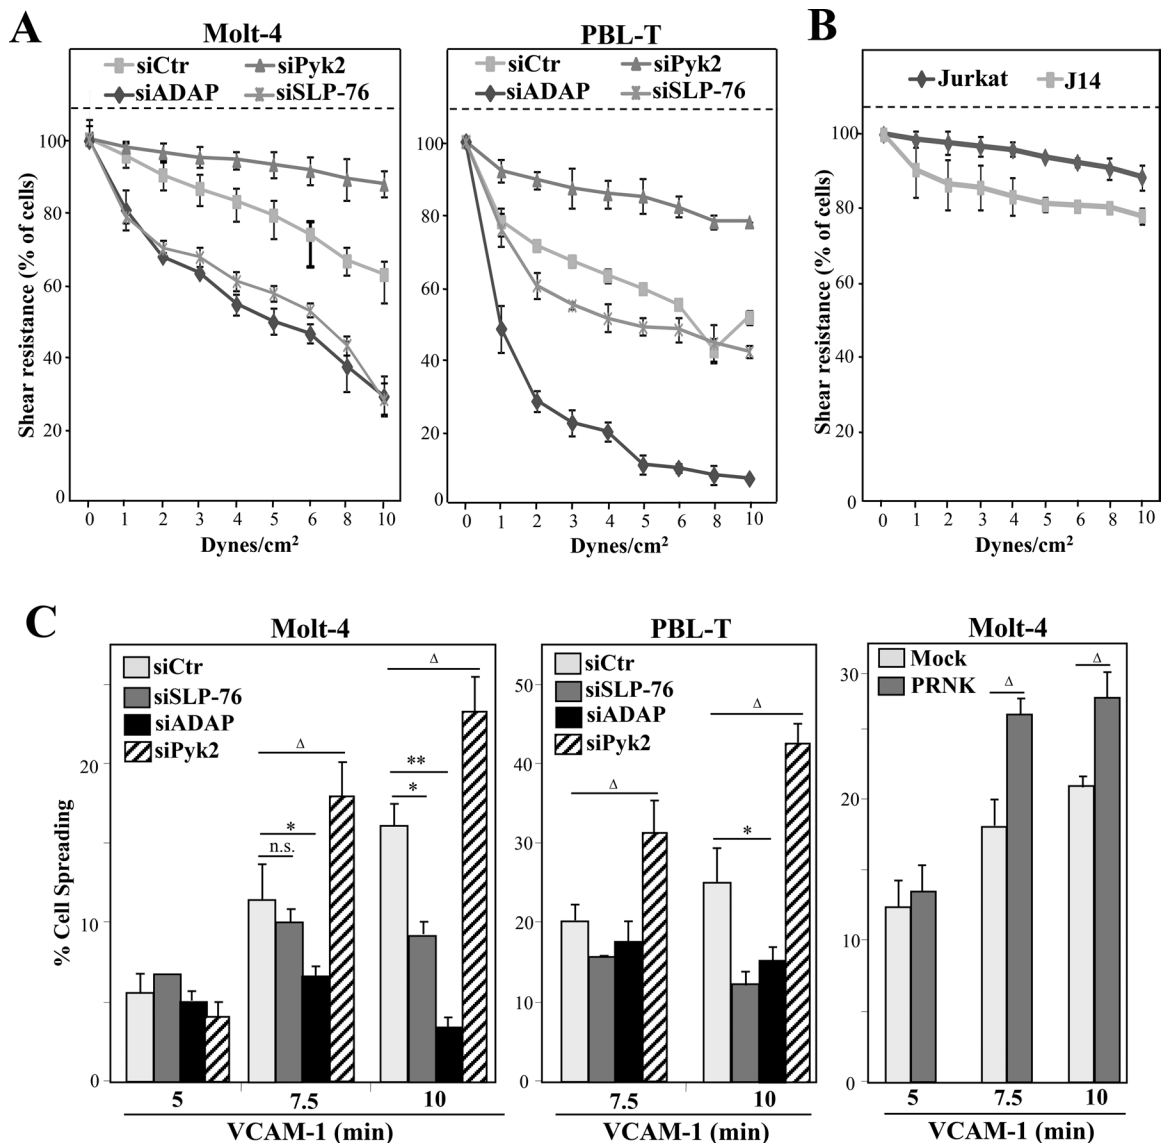 A
Molt-4
siCtr siPyk2
siADAP siSLP-76
Shear resistance (% of cells)
100
80
60
40
20
0
0 1 2 3 4 5 6 8 10
Dynes/cm2
PBL-T
siCtr siPyk2
siADAP siSLP-76
100
80
60
40
20
0
0 1 2 3 4 5 6 8 10
Dynes/cm2
B
Jurkat J14
Shear resistance (% of cells)
100
80
60
40
20
0
0 1 2 3 4 5 6 8 10
Dynes/cm2
C
Molt-4
siCtr
siSLP-76
siADAP
siPyk2
% Cell Spreading
20
10
0
n.s.
*
Δ
*
**
Δ
5 7.5 10
VCAM-1 (min)
PBL-T
siCtr
siSLP-76
siADAP
siPyk2
50
40
30
20
10
0
Δ
*
Δ
7.5 10
VCAM-1 (min)
Molt-4
Mock
PRNK
30
20
10
0
Δ
Δ
5 7.5 10
VCAM-1 (min)